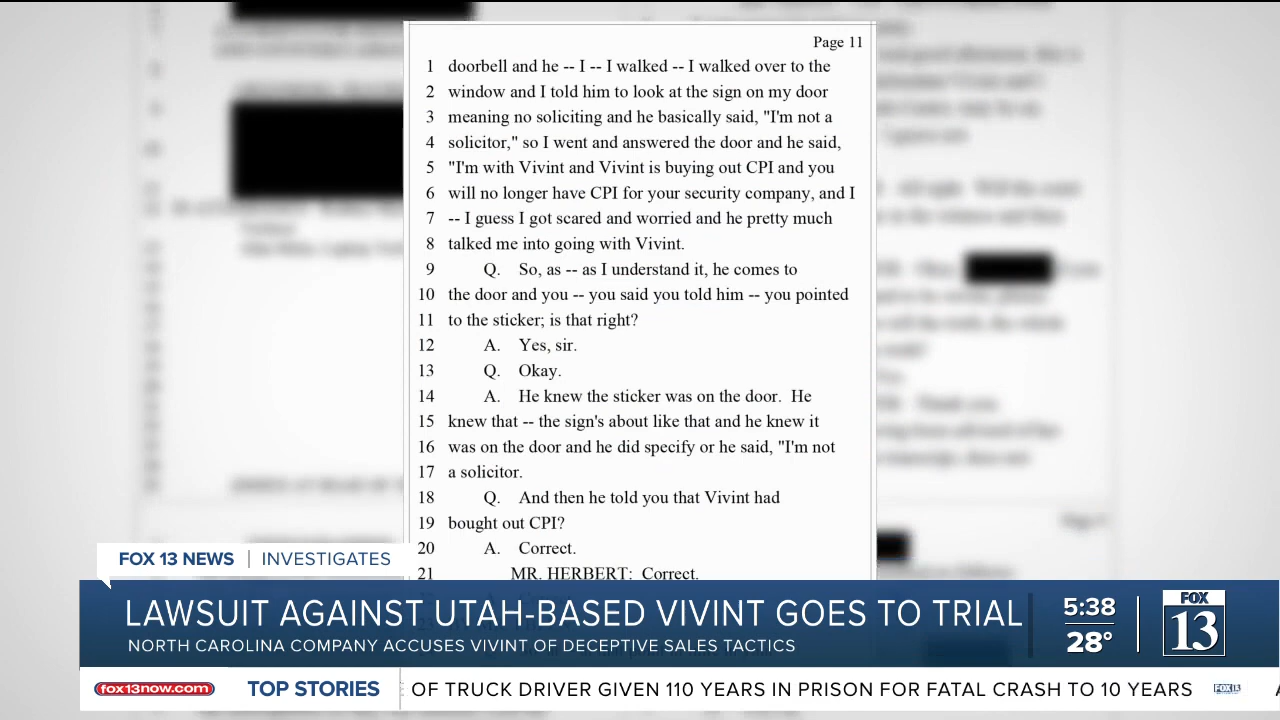 Page 11
1 doorbell and he -- I -- I walked -- I walked over to the
2 window and I told him to look at the sign on my door
3 meaning no soliciting and he basically said, "I'm not a
4 solicitor," so I went and answered the door and he said,
5 "I'm with Vivint and Vivint is buying out CPI and you
6 will no longer have CPI for your security company, and I
7 -- I guess I got scared and worried and he pretty much
8 talked me into going with Vivint.
9 Q. So, as -- as I understand it, he comes to
10 the door and you -- you said you told him -- you pointed
11 to the sticker; is that right?
12 A. Yes, sir.
13 Q. Okay.
14 A. He knew the sticker was on the door. He
15 knew that -- the sign's about like that and he knew it
16 was on the door and he did specify or he said, "I'm not
17 a solicitor.
18 Q. And then he told you that Vivint had
19 bought out CPI?
20 A. Correct.
21 MR. HERBERT: Correct.
FOX 13 NEWS | INVESTIGATES
LAWSUIT AGAINST UTAH-BASED VIVINT GOES TO TRIAL
NORTH CAROLINA COMPANY ACCUSES VIVINT OF DECEPTIVE SALES TACTICS
5:38
28°
FOX
13
fox13now.com
TOP STORIES
OF TRUCK DRIVER GIVEN 110 YEARS IN PRISON FOR FATAL CRASH TO 10 YEARS